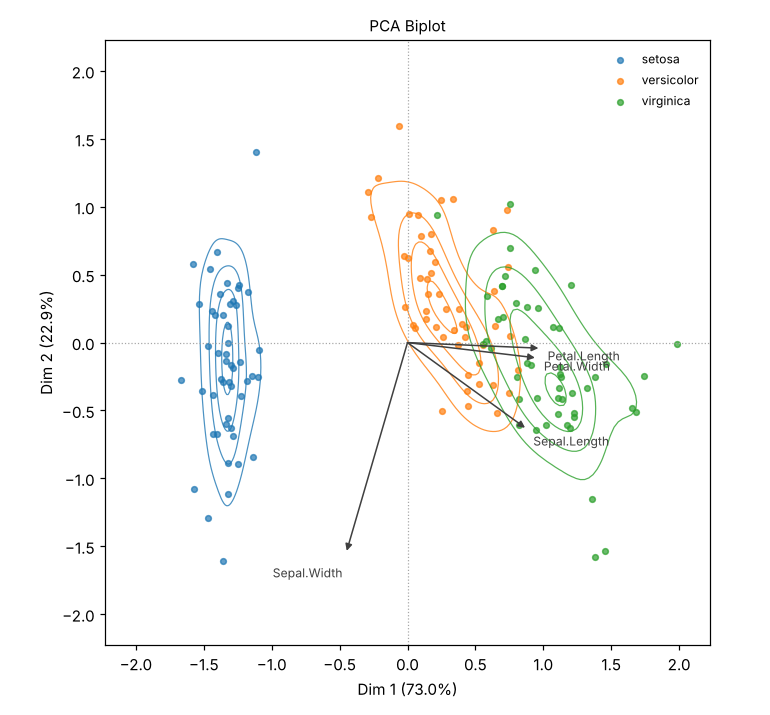 PCA Biplot
setosa
versicolor
virginica
2.0
1.5
1.0
0.5
0.0
−0.5
−1.0
−1.5
−2.0
Dim 2 (22.9%)
Petal.Length
Petal.Width
Sepal.Length
Sepal.Width
−2.0 −1.5 −1.0 −0.5 0.0 0.5 1.0 1.5 2.0
Dim 1 (73.0%)